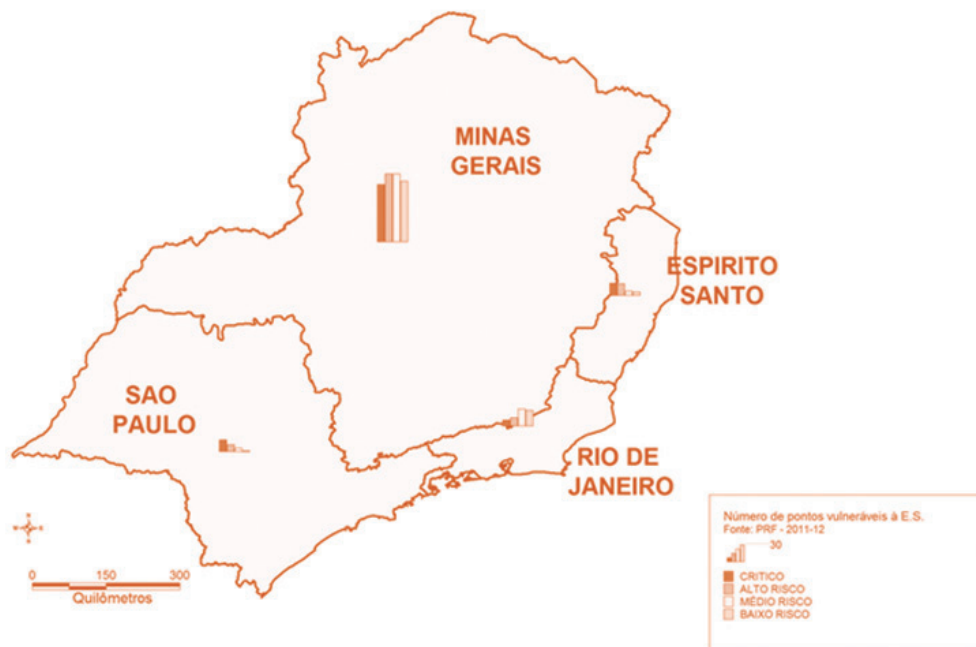 MINAS
GERAIS
ESPIRITO
SANTO
SAO
PAULO
RIO DE
JANEIRO
0 150 300
Quilômetros
Número de pontos vulneráveis à E.S.
Fonte: PRF - 2011-12
30
CRITICO
ALTO RISCO
MÉDIO RISCO
BAIXO RISCO